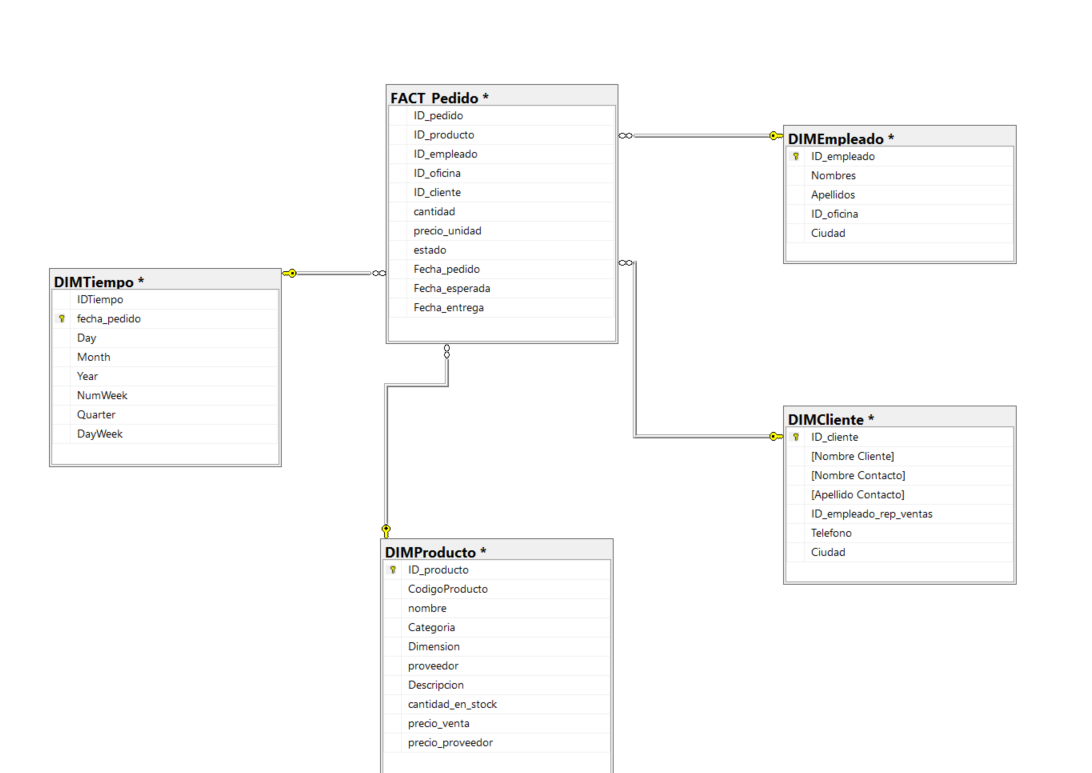 FACT_Pedido *
ID_pedido
ID_producto
ID_empleado
ID_oficina
ID_cliente
cantidad
precio_unidad
estado
Fecha_pedido
Fecha_esperada
Fecha_entrega
DIMEmpleado *
ID_empleado
Nombres
Apellidos
ID_oficina
Ciudad
DIMTiempo *
IDTiempo
fecha_pedido
Day
Month
Year
NumWeek
Quarter
DayWeek
DIMCliente *
ID_cliente
[Nombre Cliente]
[Nombre Contacto]
[Apellido Contacto]
ID_empleado_rep_ventas
Telefono
Ciudad
DIMProducto *
ID_producto
CodigoProducto
nombre
Categoria
Dimension
proveedor
Descripcion
cantidad_en_stock
precio_venta
precio_proveedor